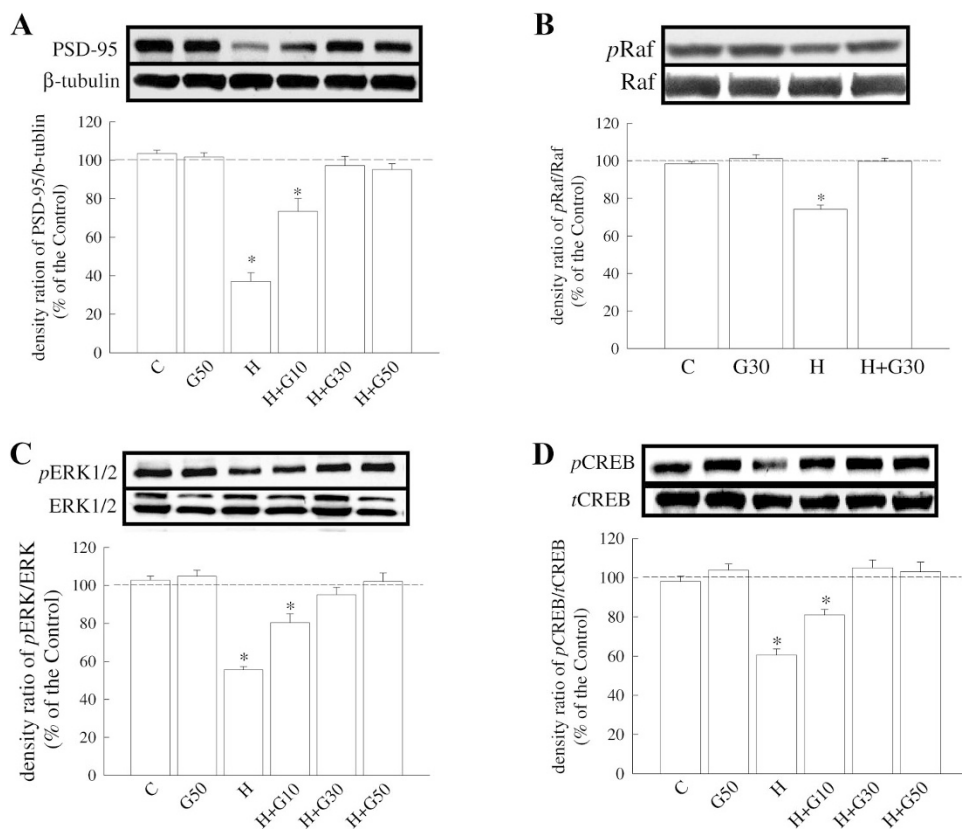 A
PSD-95
β-tubulin
density ration of PSD-95/b-tublin
(% of the Control)
120
100
80
60
40
20
0
*
*
C
G50
H
H+G10
H+G30
H+G50
B
pRaf
Raf
density ratio of pRaf/Raf
(% of the Control)
120
100
80
60
40
20
0
*
C
G30
H
H+G30
C
pERK1/2
ERK1/2
density ratio of pERK/ERK
(% of the Control)
120
100
80
60
40
20
0
*
*
C
G50
H
H+G10
H+G30
H+G50
D
pCREB
tCREB
density ratio of pCREB/tCREB
(% of the Control)
120
100
80
60
40
20
0
*
*
C
G50
H
H+G10
H+G30
H+G50